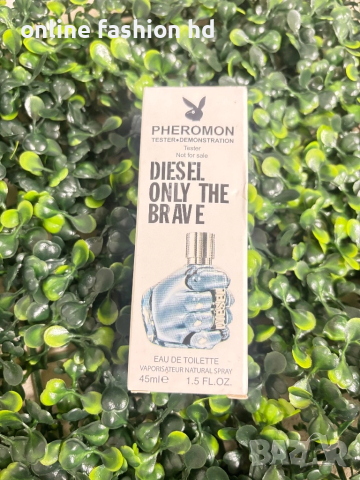 online fashion hd
PHEROMON
TESTER+DEMONSTRATION
Tester
Not for sale
DIESEL
ONLY THE
BRAVE
EAU DE TOILETTE
VAPORISATEUR NATURAL SPRAY
45ml℮ 1.5 FL.OZ.